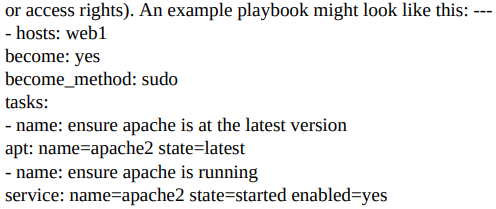 or access rights). An example playbook might look like this: ---
- hosts: web1
become: yes
become_method: sudo
tasks:
- name: ensure apache is at the latest version
apt: name=apache2 state=latest
- name: ensure apache is running
service: name=apache2 state=started enabled=yes